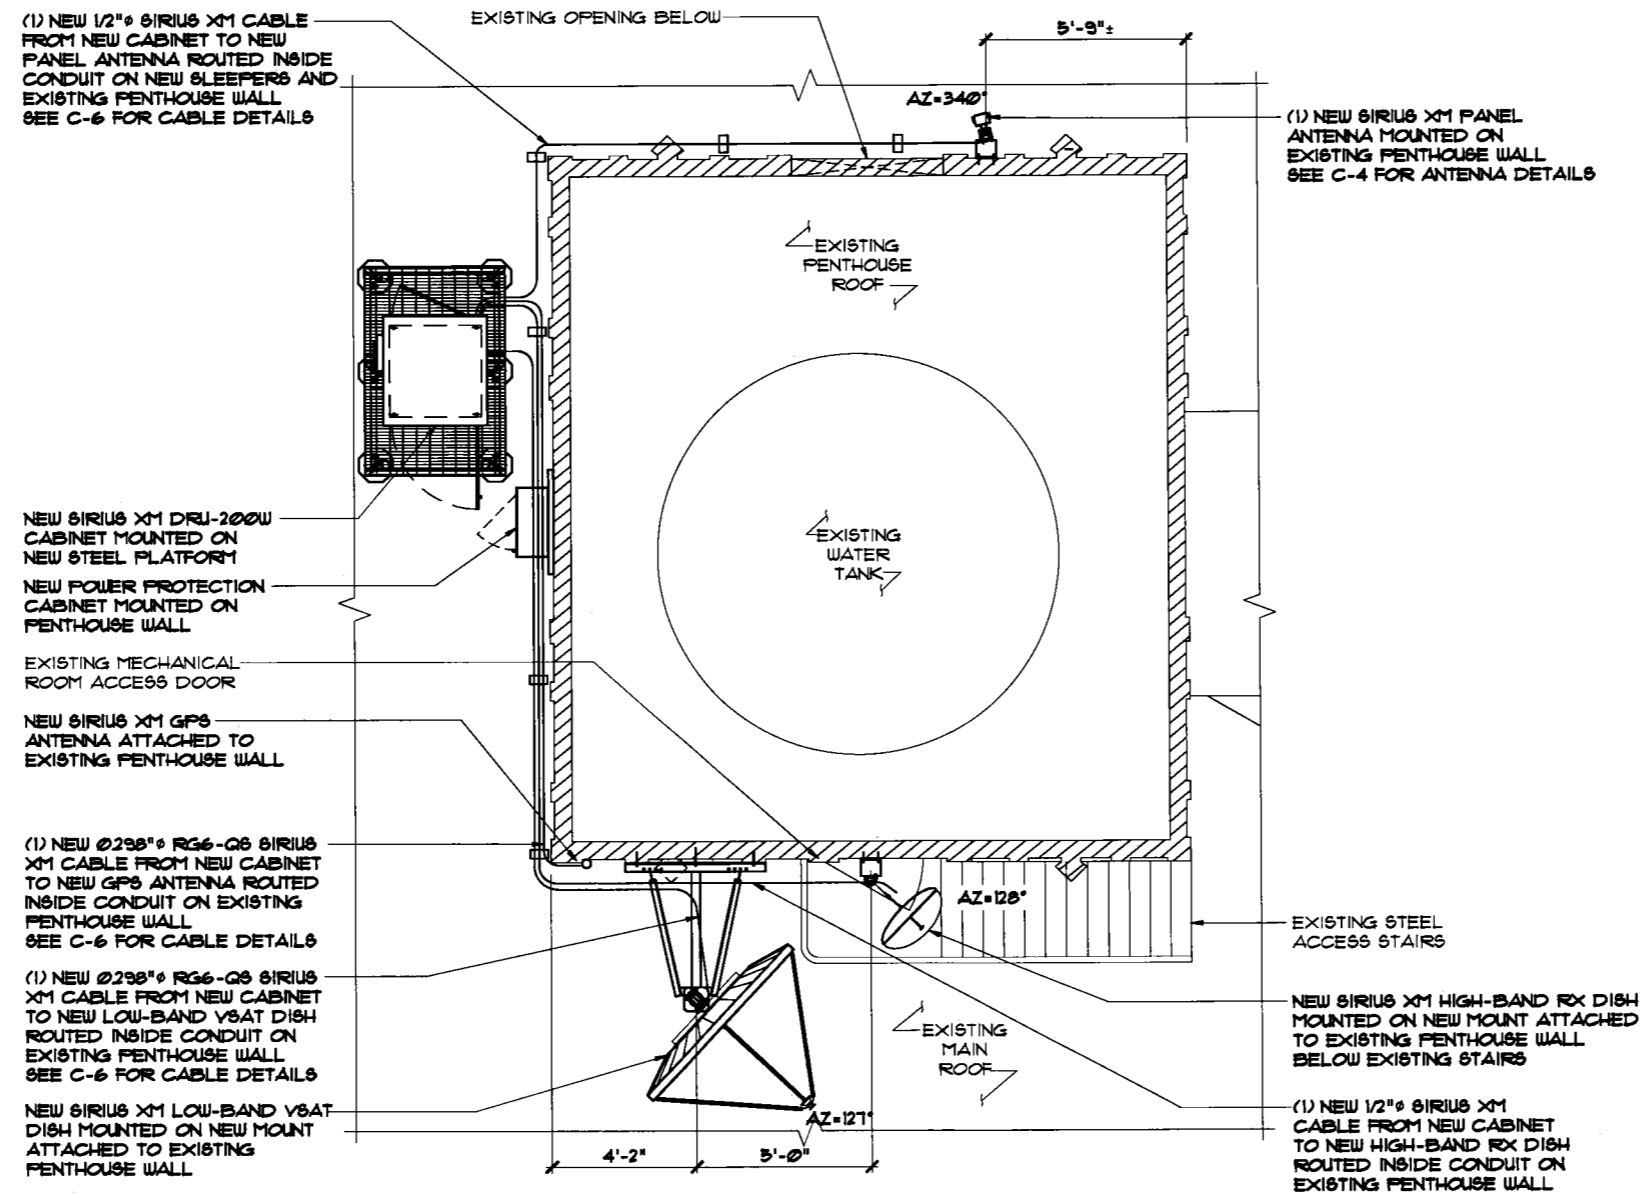 (1) NEW 1/2"ø SIRIUS XM CABLE
FROM NEW CABINET TO NEW
PANEL ANTENNA ROUTED INSIDE
CONDUIT ON NEW SLEEPERS AND
EXISTING PENTHOUSE WALL
SEE C-6 FOR CABLE DETAILS
EXISTING OPENING BELOW
5'-9"±
AZ=340°
(1) NEW SIRIUS XM PANEL
ANTENNA MOUNTED ON
EXISTING PENTHOUSE WALL
SEE C-4 FOR ANTENNA DETAILS
EXISTING
PENTHOUSE
ROOF
EXISTING
WATER
TANK
NEW SIRIUS XM DRU-200W
CABINET MOUNTED ON
NEW STEEL PLATFORM
NEW POWER PROTECTION
CABINET MOUNTED ON
PENTHOUSE WALL
EXISTING MECHANICAL
ROOM ACCESS DOOR
NEW SIRIUS XM GPS
ANTENNA ATTACHED TO
EXISTING PENTHOUSE WALL
(1) NEW 0.298"ø RG6-QS SIRIUS
XM CABLE FROM NEW CABINET
TO NEW GPS ANTENNA ROUTED
INSIDE CONDUIT ON EXISTING
PENTHOUSE WALL
SEE C-6 FOR CABLE DETAILS
(1) NEW 0.298"ø RG6-QS SIRIUS
XM CABLE FROM NEW CABINET
TO NEW LOW-BAND VSAT DISH
ROUTED INSIDE CONDUIT ON
EXISTING PENTHOUSE WALL
SEE C-6 FOR CABLE DETAILS
NEW SIRIUS XM LOW-BAND VSAT
DISH MOUNTED ON NEW MOUNT
ATTACHED TO EXISTING
PENTHOUSE WALL
AZ=128°
EXISTING STEEL
ACCESS STAIRS
EXISTING
MAIN
ROOF
NEW SIRIUS XM HIGH-BAND RX DISH
MOUNTED ON NEW MOUNT ATTACHED
TO EXISTING PENTHOUSE WALL
BELOW EXISTING STAIRS
AZ=127°
4'-2"
5'-0"
(1) NEW 1/2"ø SIRIUS XM
CABLE FROM NEW CABINET
TO NEW HIGH-BAND RX DISH
ROUTED INSIDE CONDUIT ON
EXISTING PENTHOUSE WALL